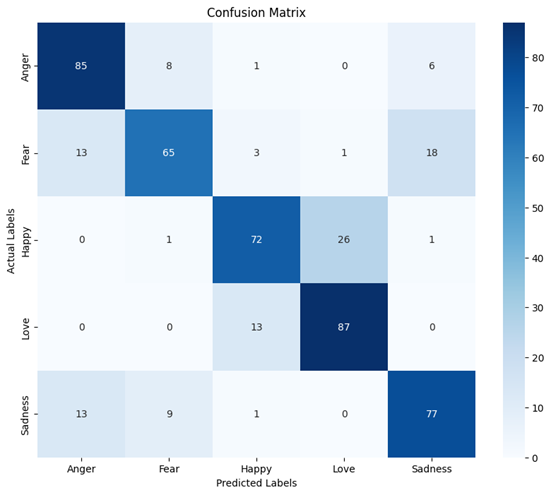 Confusion Matrix
Actual Labels
Anger 85 8 1 0 6
Fear 13 65 3 1 18
Happy 0 1 72 26 1
Love 0 0 13 87 0
Sadness 13 9 1 0 77
Anger Fear Happy Love Sadness
Predicted Labels
80
70
60
50
40
30
20
10
0